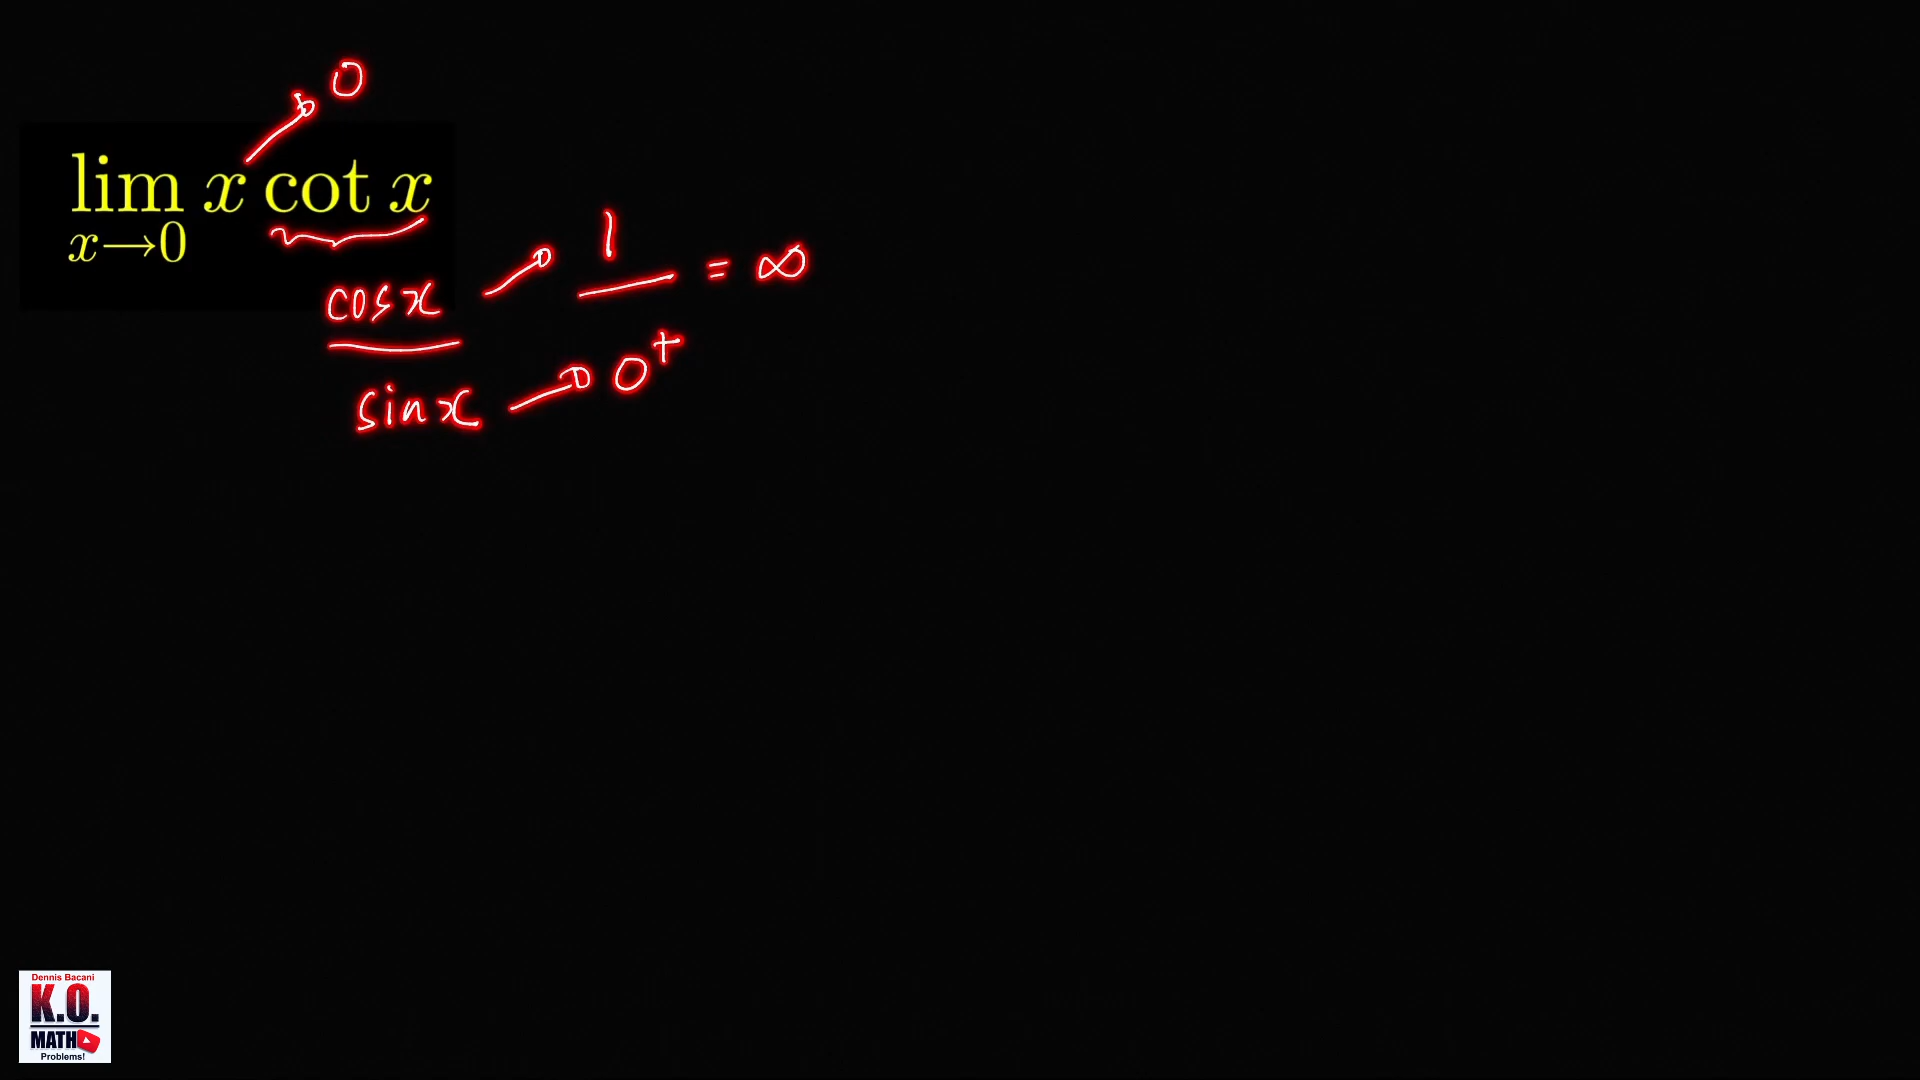 0
lim x cot x
x→0
cos x → 1 = ∞
sin x → 0⁺
Dennis Bacani
K.O.
MATH
Problems!